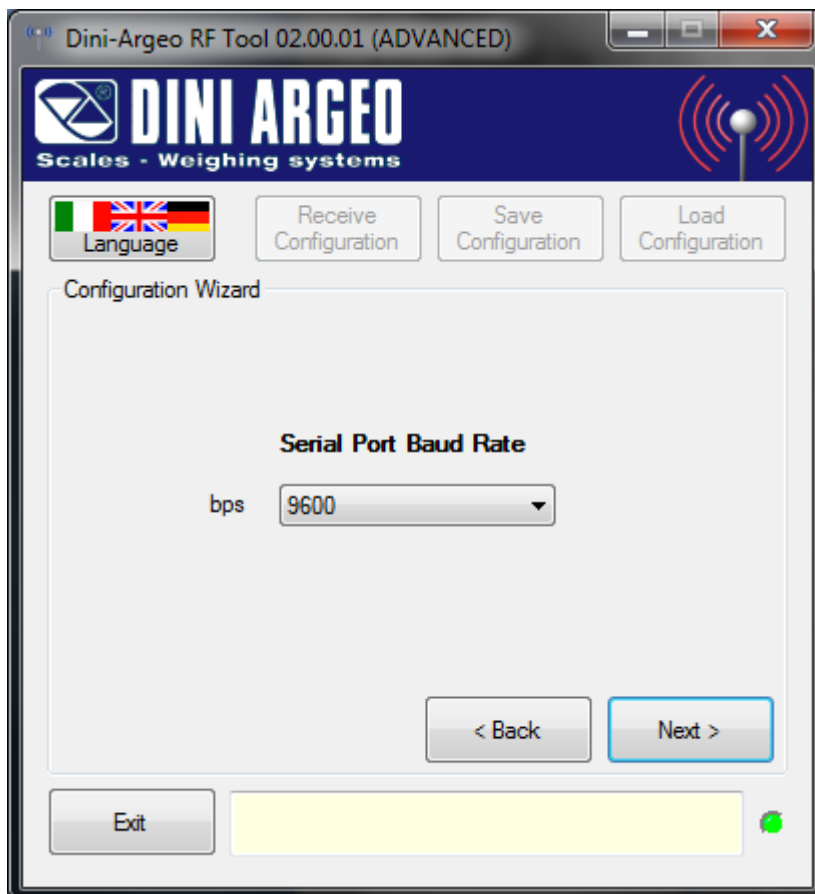 Dini-Argeo RF Tool 02.00.01 (ADVANCED)
DINI ARGEO
Scales - Weighing systems
Language
Receive
Configuration
Save
Configuration
Load
Configuration
Configuration Wizard
Serial Port Baud Rate
bps
9600
< Back
Next >
Exit